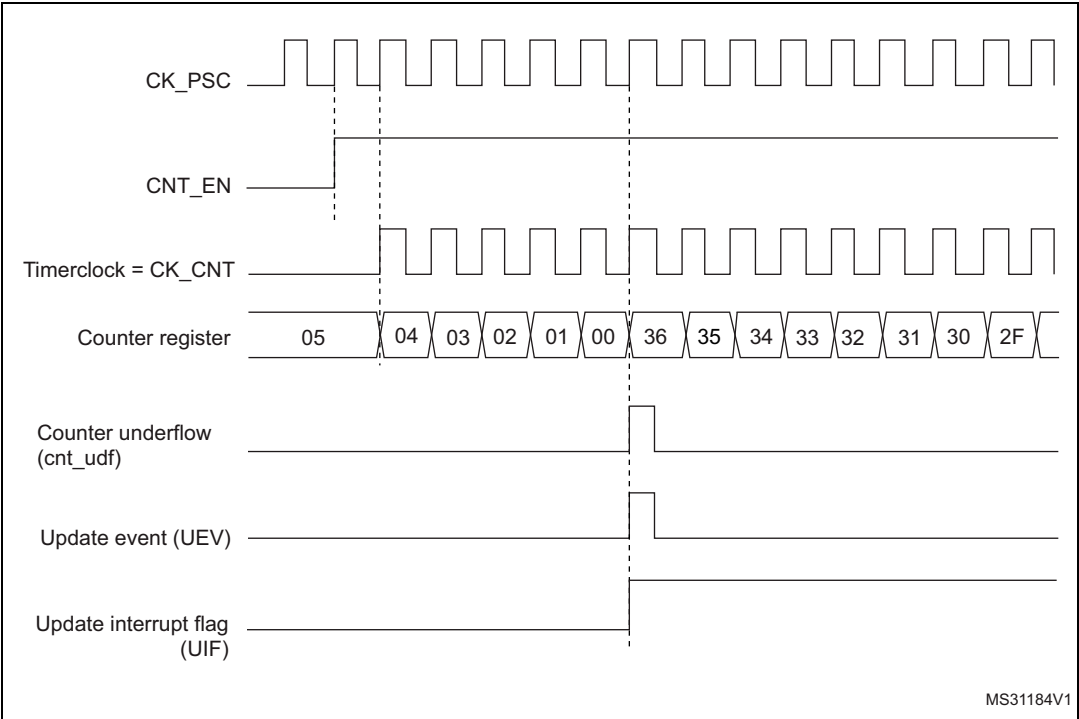 CK_PSC
CNT_EN
Timerclock = CK_CNT
Counter register
05 04 03 02 01 00 36 35 34 33 32 31 30 2F
Counter underflow
(cnt_udf)
Update event (UEV)
Update interrupt flag
(UIF)
MS31184V1